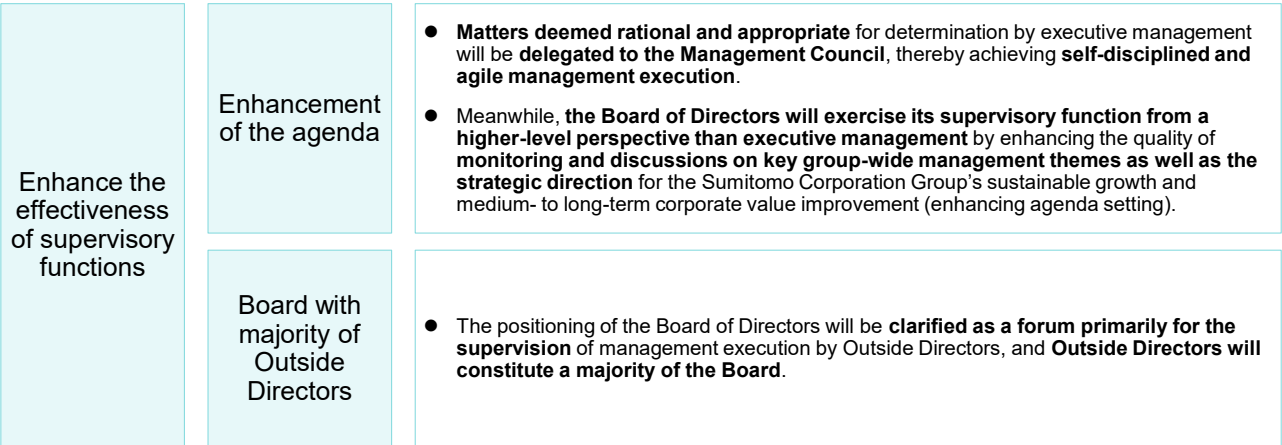 Enhance the
effectiveness
of supervisory
functions
Enhancement
of the agenda
● Matters deemed rational and appropriate for determination by executive management
will be delegated to the Management Council, thereby achieving self-disciplined and
agile management execution.
● Meanwhile, the Board of Directors will exercise its supervisory function from a
higher-level perspective than executive management by enhancing the quality of
monitoring and discussions on key group-wide management themes as well as the
strategic direction for the Sumitomo Corporation Group’s sustainable growth and
medium- to long-term corporate value improvement (enhancing agenda setting).
Board with
majority of
Outside
Directors
● The positioning of the Board of Directors will be clarified as a forum primarily for the
supervision of management execution by Outside Directors, and Outside Directors will
constitute a majority of the Board.